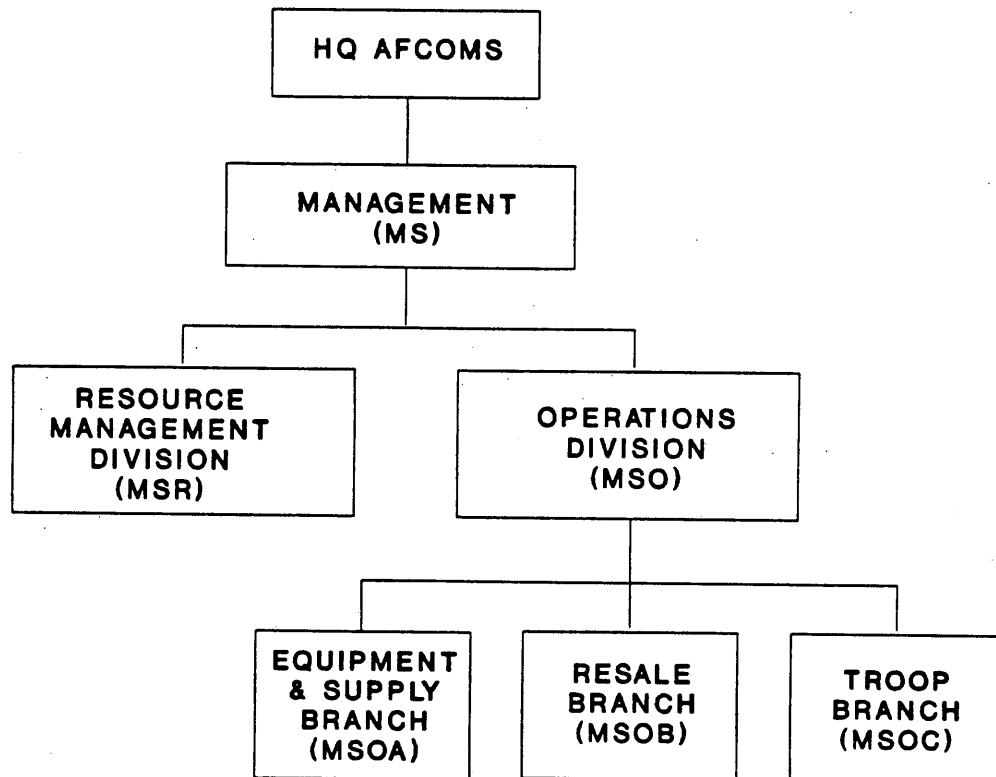 HQ AFCOMS
MANAGEMENT
(MS)
RESOURCE
MANAGEMENT
DIVISION
(MSR)
OPERATIONS
DIVISION
(MSO)
EQUIPMENT
& SUPPLY
BRANCH
(MSOA)
RESALE
BRANCH
(MSOB)
TROOP
BRANCH
(MSOC)